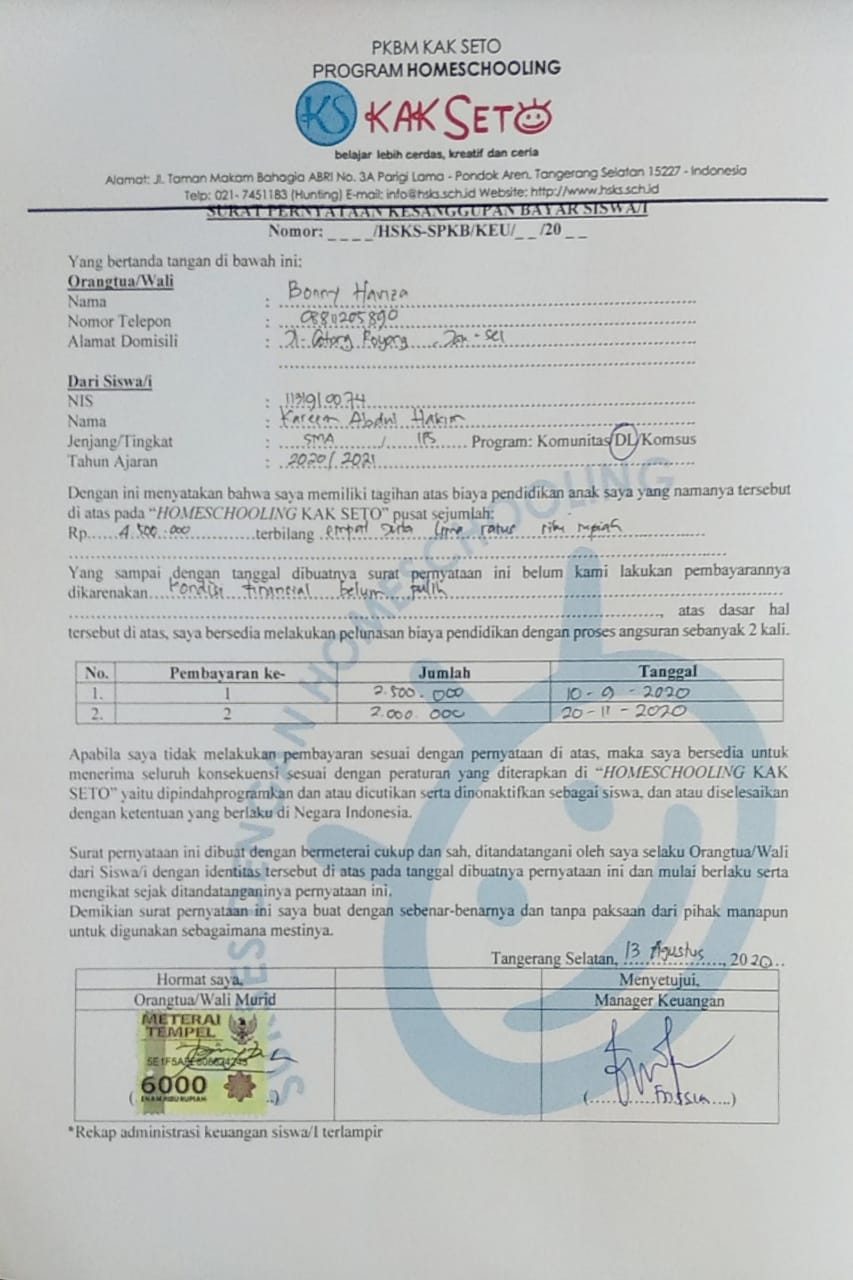 PKBM KAK SETO
PROGRAM HOMESCHOOLING
KS KAK SETO
belajar lebih cerdas, kreatif dan ceria
Alamat: Jl. Taman Makam Bahagia ABRI No. 3A Parigi Lama - Pondok Aren, Tangerang Selatan 15227 - Indonesia
Telp: 021- 7451183 (Hunting) E-mail: info@hsks.sch.id Website: http://www.hsks.sch.id
SURAT PERNYATAAN KESANGGUPAN BAYAR SISWA/I
Nomor: _ _ _ _/HSKS-SPKB/KEU/_ _/20_ _
Yang bertanda tangan di bawah ini:
Orangtua/Wali
Nama : Bonny Hanza
Nomor Telepon : 08811205890
Alamat Domisili : Jl. Gotong Royong Jak-sel
Dari Siswa/i
NIS : 113191.0074
Nama : Kareem Abdul Hakim
Jenjang/Tingkat : SMA / IPS Program: Komunitas/DL/Komsus
Tahun Ajaran : 2020/2021
Dengan ini menyatakan bahwa saya memiliki tagihan atas biaya pendidikan anak saya yang namanya tersebut
di atas pada “HOMESCHOOLING KAK SETO” pusat sejumlah:
Rp. 4.500.000 terbilang empat juta lima ratus ribu rupiah
Yang sampai dengan tanggal dibuatnya surat pernyataan ini belum kami lakukan pembayarannya
dikarenakan Kondisi financial belum pulih
, atas dasar hal
tersebut di atas, saya bersedia melakukan pelunasan biaya pendidikan dengan proses angsuran sebanyak 2 kali.
No. Pembayaran ke- Jumlah Tanggal
1. 1 2.500.000 10-9-2020
2. 2 2.000.000 20-11-2020
Apabila saya tidak melakukan pembayaran sesuai dengan pernyataan di atas, maka saya bersedia untuk
menerima seluruh konsekuensi sesuai dengan peraturan yang diterapkan di “HOMESCHOOLING KAK
SETO” yaitu dipindahprogramkan dan atau dicutikan serta dinonaktifkan sebagai siswa, dan atau diselesaikan
dengan ketentuan yang berlaku di Negara Indonesia.
Surat pernyataan ini dibuat dengan bermeterai cukup dan sah, ditandatangani oleh saya selaku Orangtua/Wali
dari Siswa/i dengan identitas tersebut di atas pada tanggal dibuatnya pernyataan ini dan mulai berlaku serta
mengikat sejak ditandatanganinya pernyataan ini.
Demikian surat pernyataan ini saya buat dengan sebenar-benarnya dan tanpa paksaan dari pihak manapun
untuk digunakan sebagaimana mestinya.
Tangerang Selatan, 13 Agustus, 2020
Hormat saya, Menyetujui,
Orangtua/Wali Murid Manager Keuangan
METERAI
TEMPEL
6000
ENAM RIBU RUPIAH
*Rekap administrasi keuangan siswa/I terlampir
SUKSES DENGAN HOMESCHOOLING